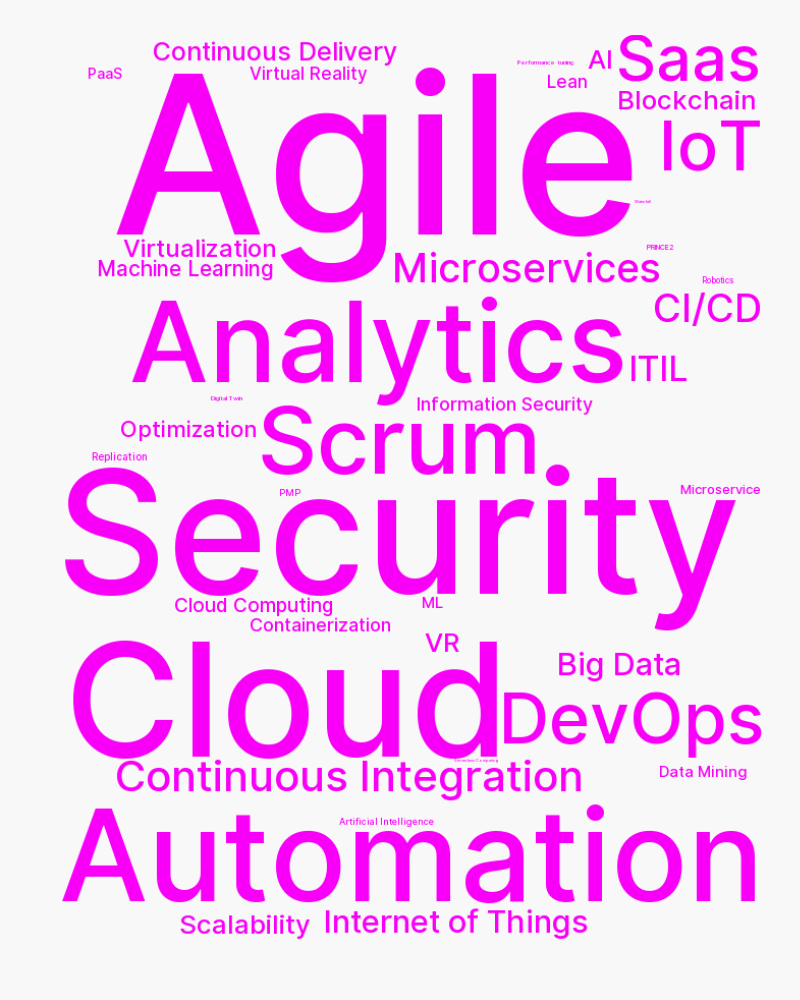 Saas
Continuous Delivery
AI
Performance tuning
PaaS
Virtual Reality
Lean
Agile
Blockchain
IoT
Virtualization
PRINCE2
Machine Learning
Microservices
Robotics
CI/CD
Analytics
ITIL
Digital Twin
Information Security
Optimization
Scrum
Replication
Security
PMP
Microservice
Cloud Computing
ML
Containerization
VR
Cloud
Big Data
DevOps
Continuous Integration
Data Mining
Automation
Artificial Intelligence
Scalability
Internet of Things